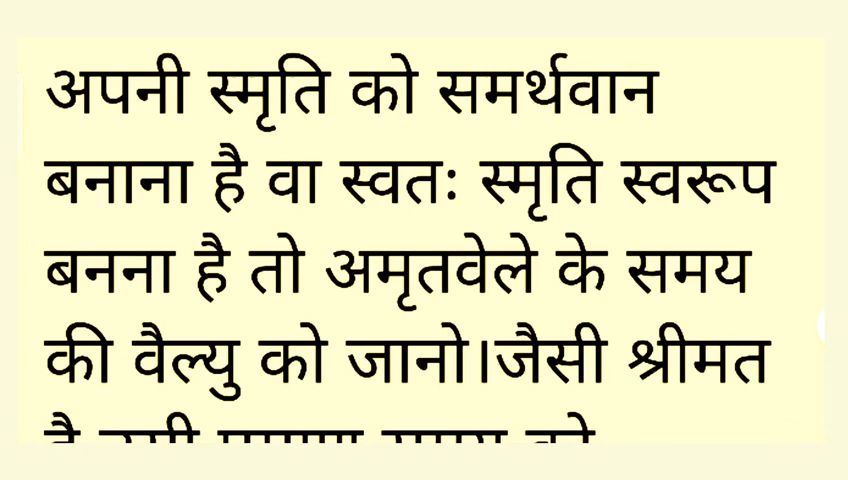 अपनी स्मृति को समर्थवान
बनाना है वा स्वतः स्मृति स्वरूप
बनना है तो अमृतवेले के समय
की वैल्यु को जानो।जैसी श्रीमत